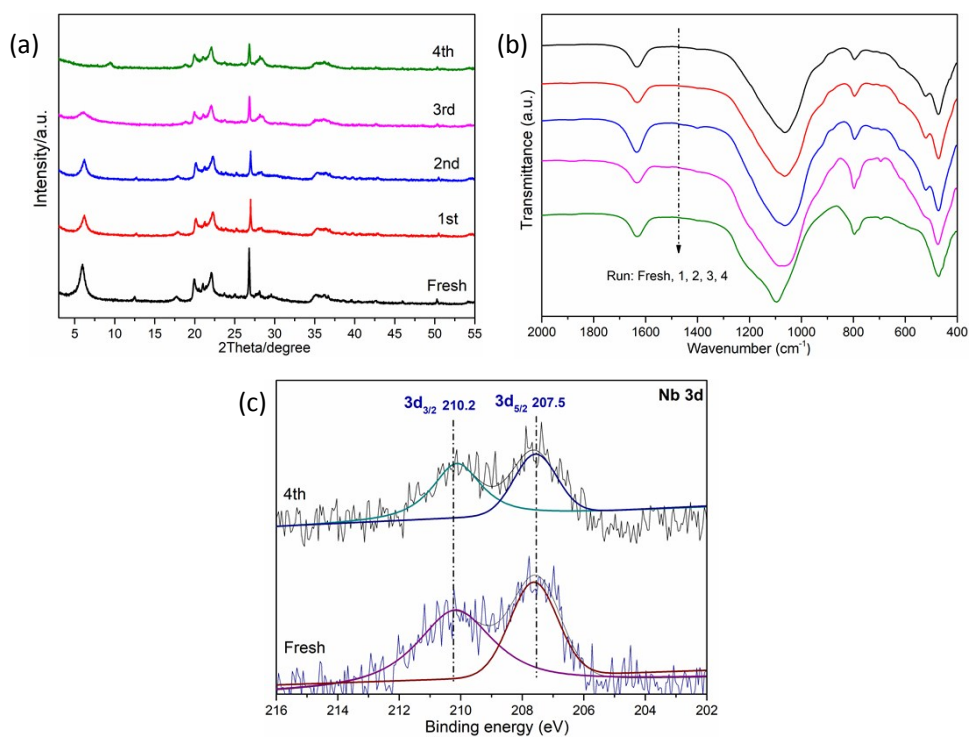 (a)
Intensity/a.u.
4th
3rd
2nd
1st
Fresh
5 10 15 20 25 30 35 40 45 50 55
2Theta/degree
(b)
Transmittance (a.u.)
Run: Fresh, 1, 2, 3, 4
2000 1800 1600 1400 1200 1000 800 600 400
Wavenumber (cm⁻¹)
(c)
3d₃/₂ 210.2
3d₅/₂ 207.5
Nb 3d
4th
Fresh
216 214 212 210 208 206 204 202
Binding energy (eV)